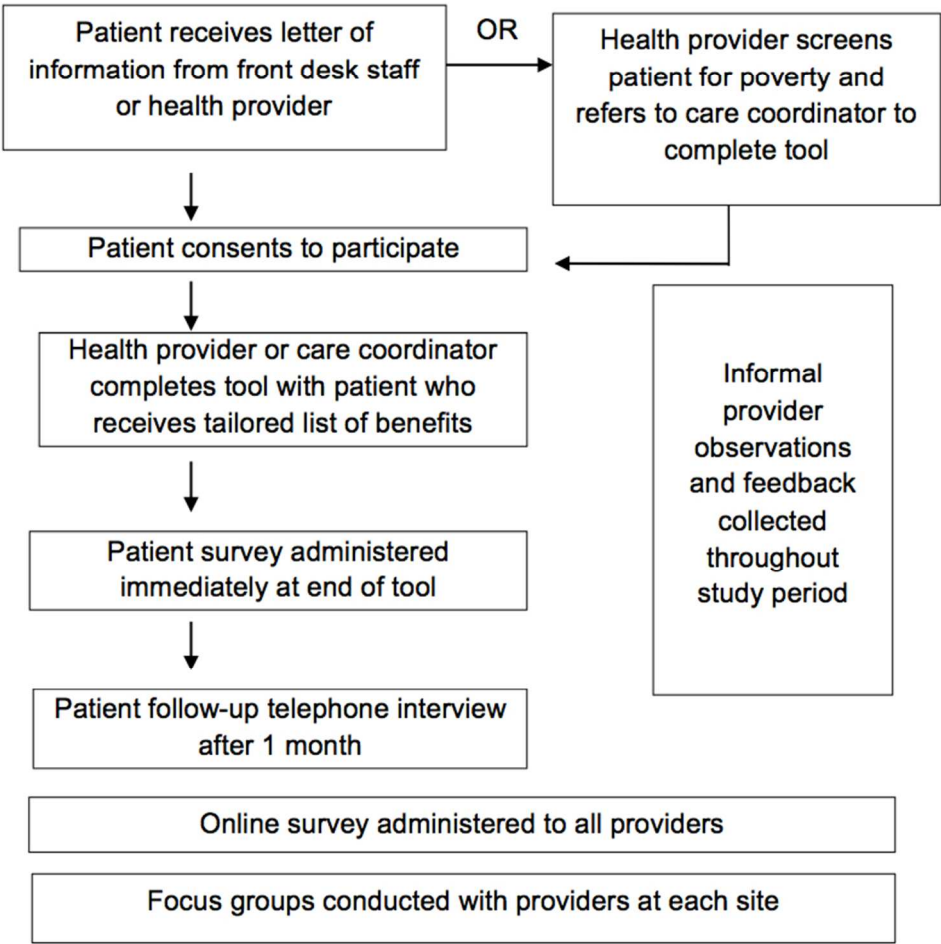 Patient receives letter of
information from front desk staff
or health provider
OR
Health provider screens
patient for poverty and
refers to care coordinator to
complete tool
Patient consents to participate
Health provider or care coordinator
completes tool with patient who
receives tailored list of benefits
Informal
provider
observations
and feedback
collected
throughout
study period
Patient survey administered
immediately at end of tool
Patient follow-up telephone interview
after 1 month
Online survey administered to all providers
Focus groups conducted with providers at each site